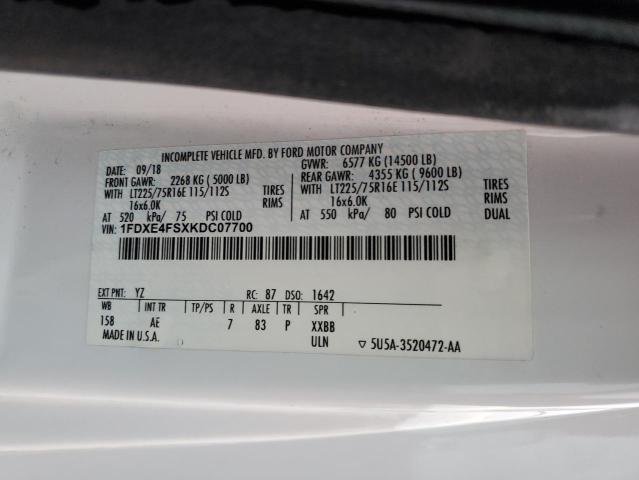 INCOMPLETE VEHICLE MFD. BY FORD MOTOR COMPANY
DATE: 09/18 GVWR: 6577 KG (14500 LB)
FRONT GAWR: 2268 KG ( 5000 LB) REAR GAWR: 4355 KG ( 9600 LB)
WITH LT225/75R16E 115/112S TIRES WITH LT225/75R16E 115/112S TIRES
16x6.0K RIMS 16x6.0K RIMS
AT 520 kPa/ 75 PSI COLD AT 550 kPa/ 80 PSI COLD DUAL
VIN: 1FDXE4FSXKDC07700
EXT PNT: YZ RC: 87 DSO: 1642
WB INT TR TP/PS R AXLE TR SPR
158 AE 7 83 P XXBB
MADE IN U.S.A. ULN ▽ 5U5A-3520472-AA